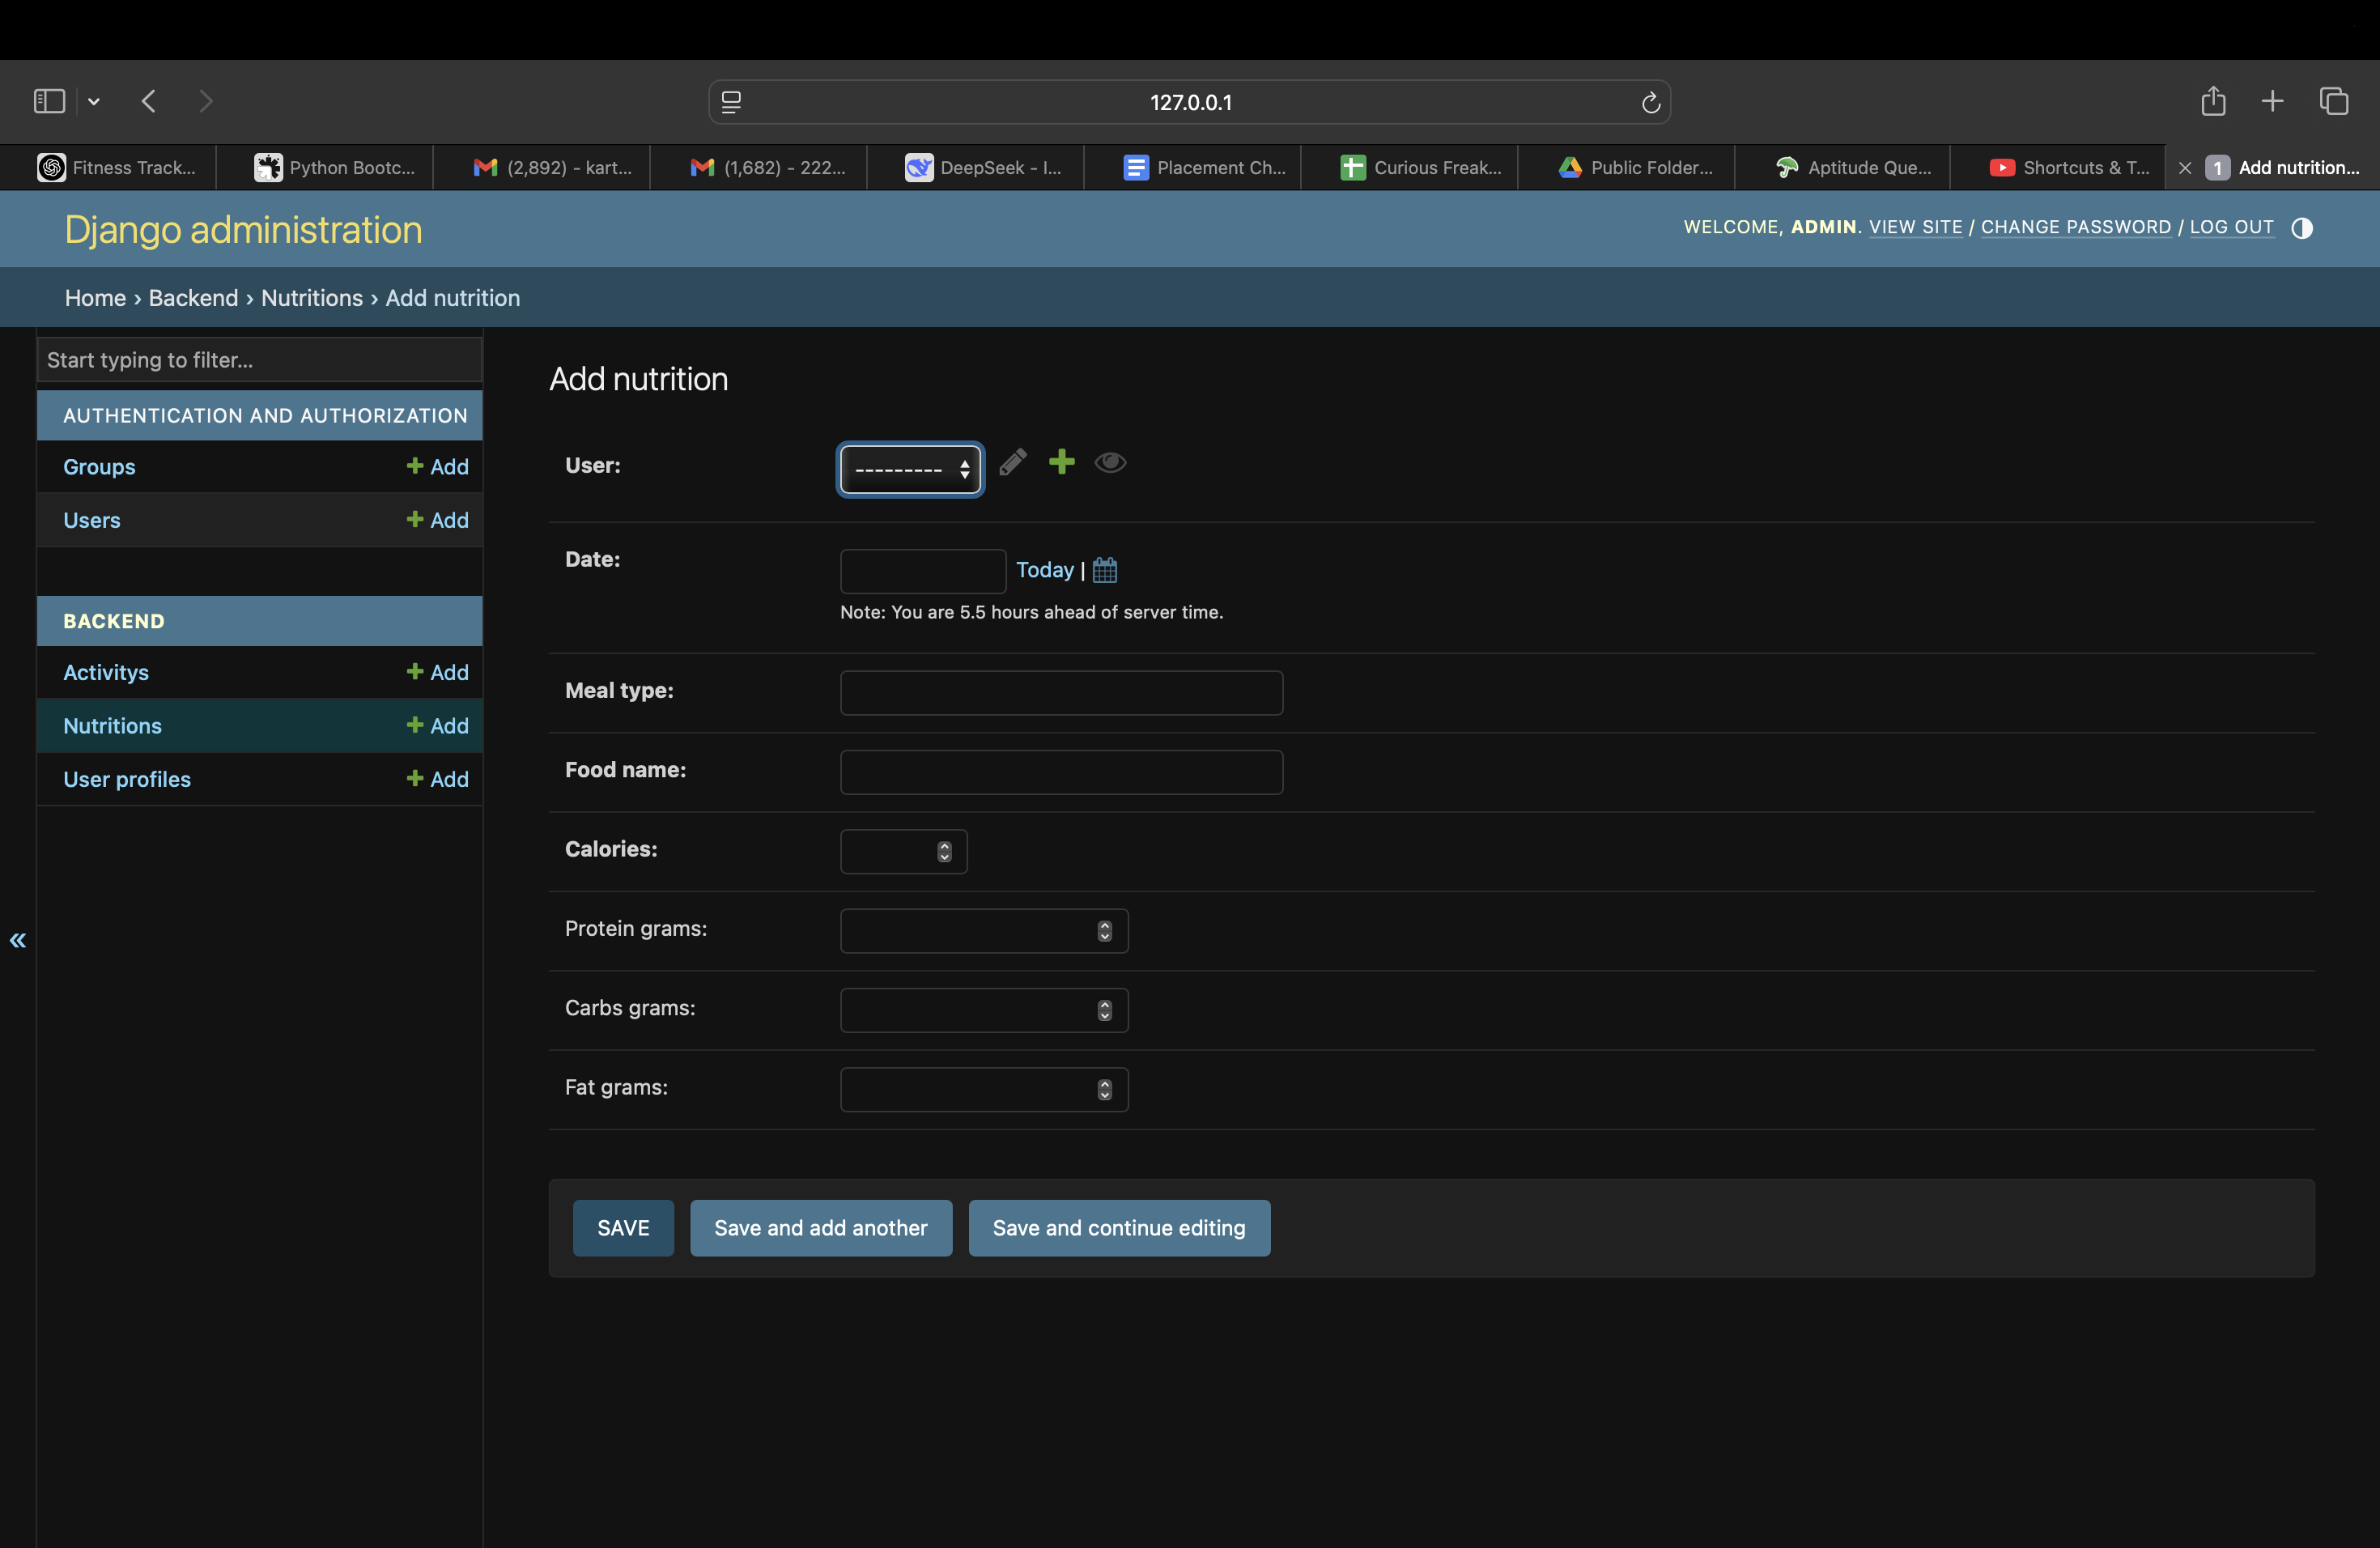 127.0.0.1
Fitness Track...
Python Bootc...
(2,892) - kart...
(1,682) - 222...
DeepSeek - I...
Placement Ch...
Curious Freak...
Public Folder...
Aptitude Que...
Shortcuts & T...
1 Add nutrition...
Django administration
WELCOME, ADMIN. VIEW SITE / CHANGE PASSWORD / LOG OUT
Home › Backend › Nutritions › Add nutrition
Start typing to filter...
AUTHENTICATION AND AUTHORIZATION
Groups + Add
Users + Add
BACKEND
Activitys + Add
Nutritions + Add
User profiles + Add
«
Add nutrition
User: ---------
Date: Today |
Note: You are 5.5 hours ahead of server time.
Meal type:
Food name:
Calories:
Protein grams:
Carbs grams:
Fat grams:
SAVE Save and add another Save and continue editing